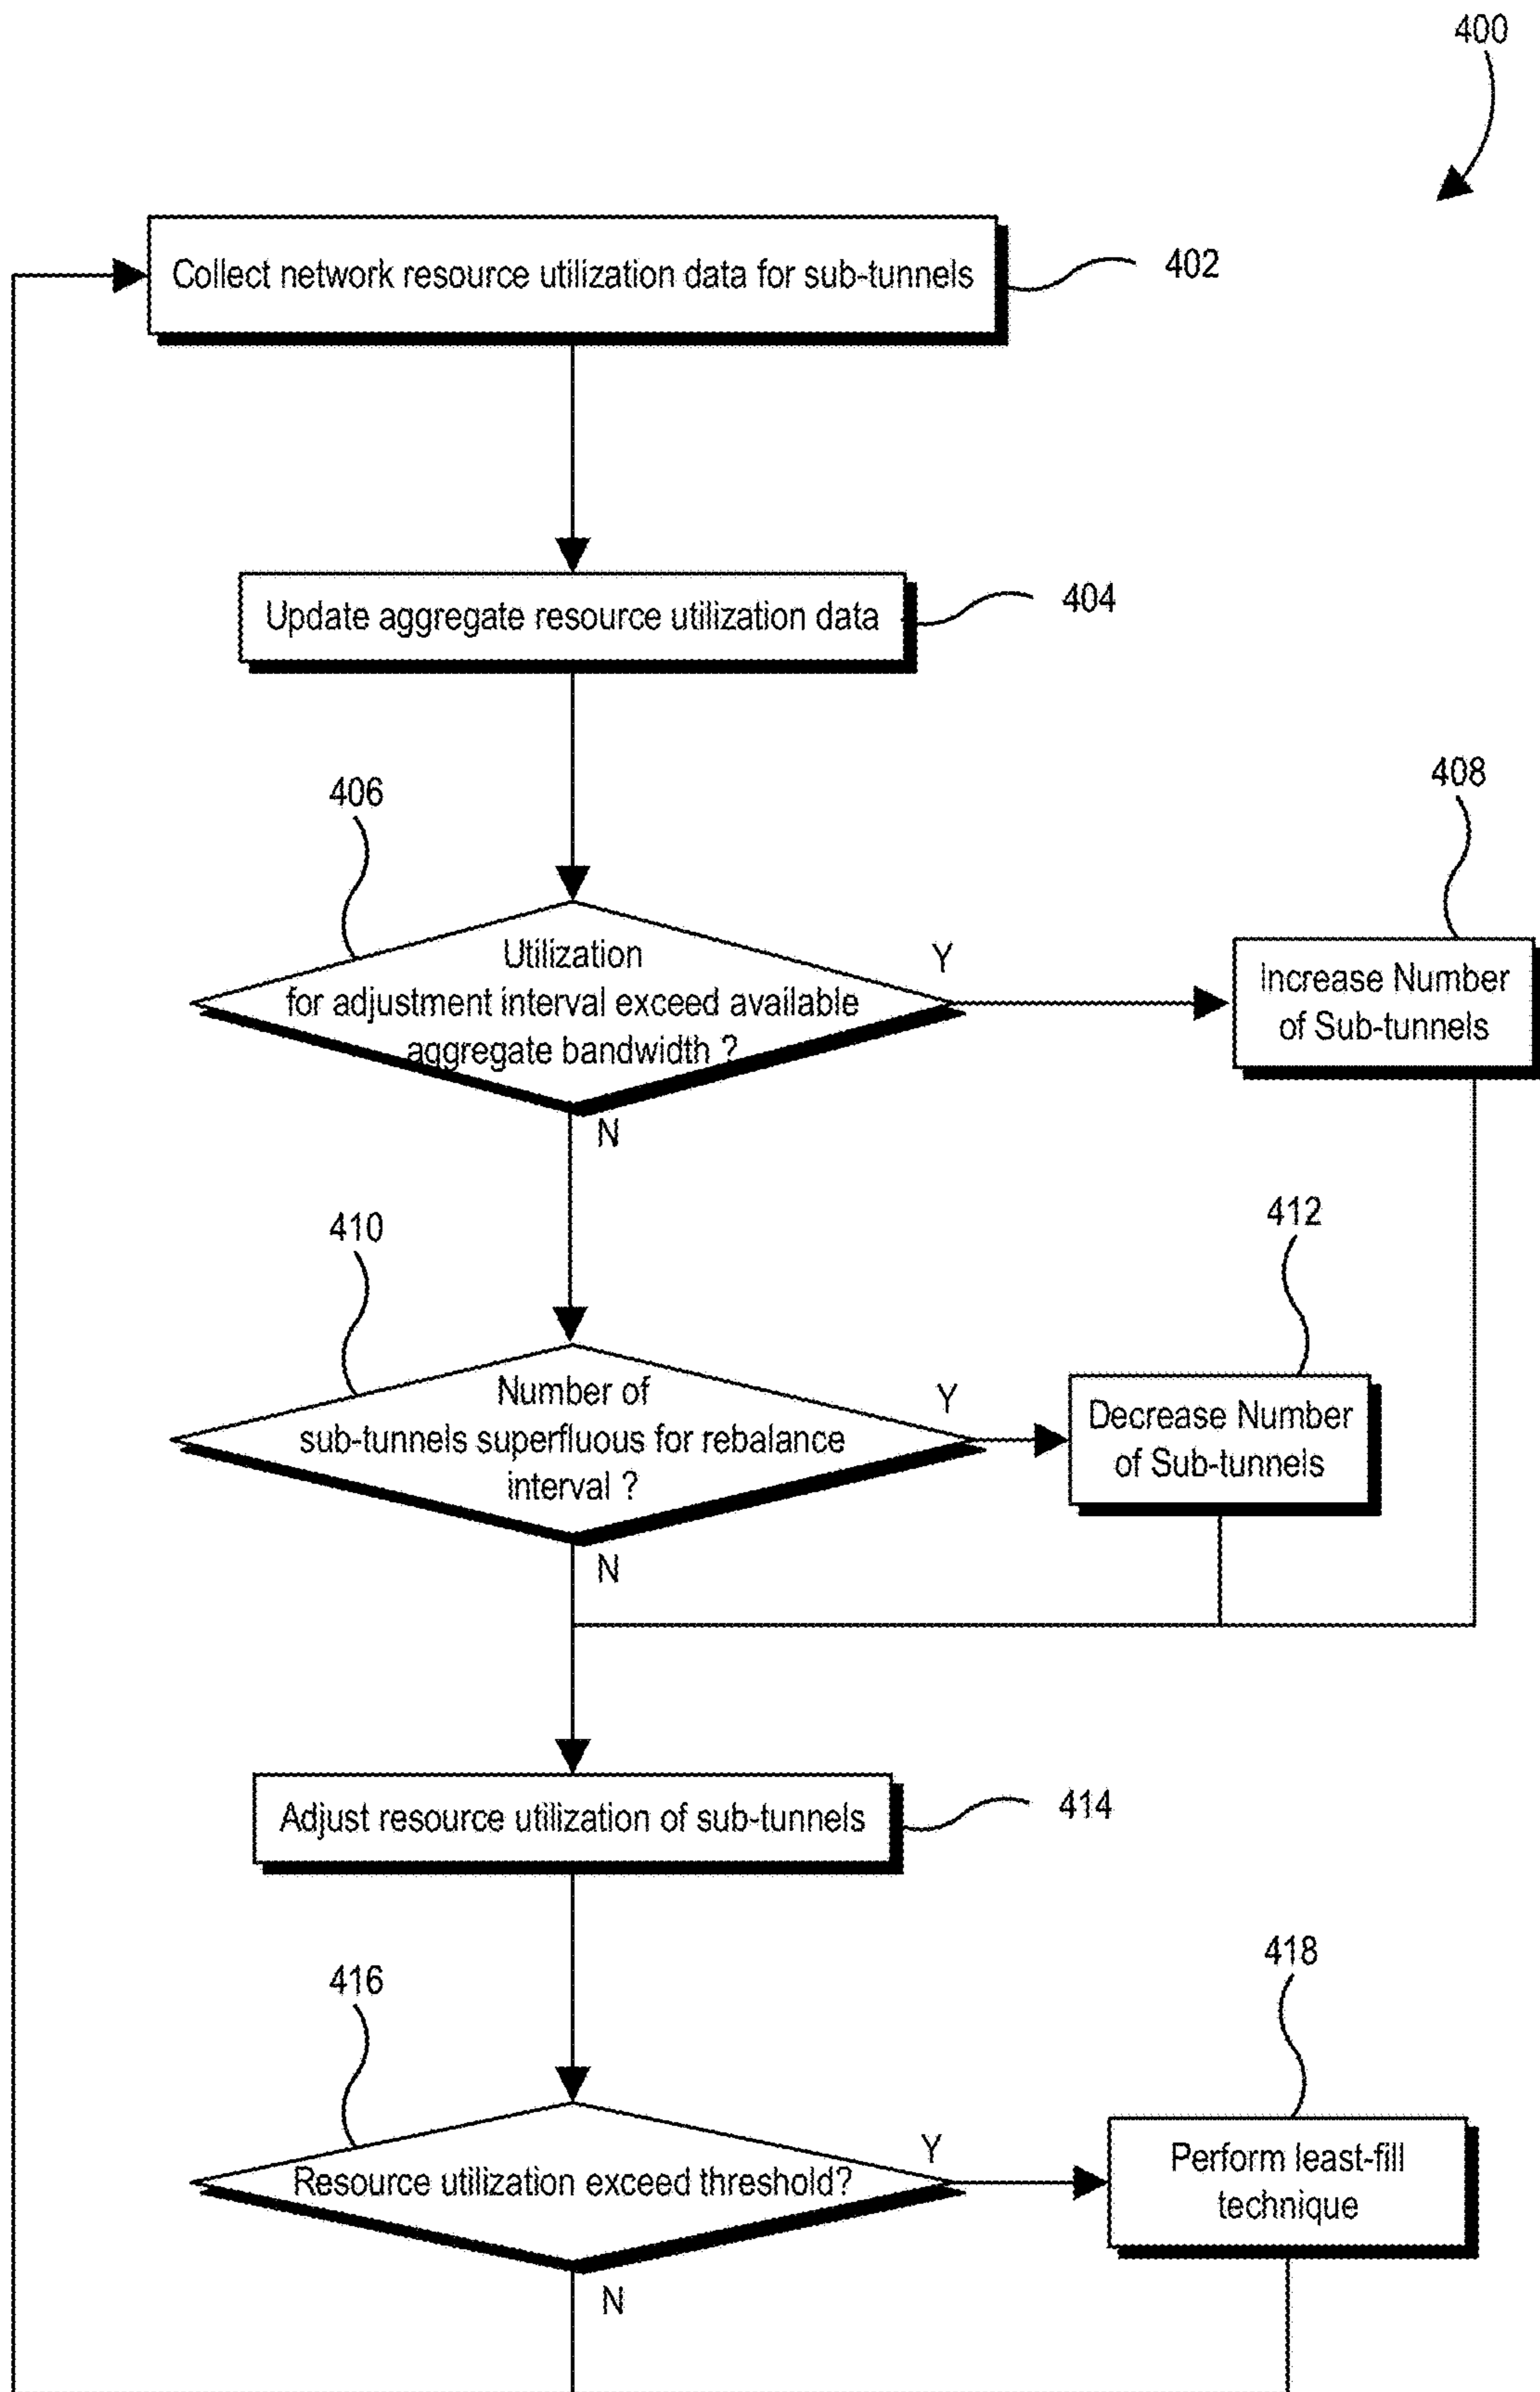 400
Collect network resource utilization data for sub-tunnels
402
Update aggregate resource utilization data
404
406
408
Utilization
for adjustment interval exceed available
aggregate bandwidth ?
Y
Increase Number
of Sub-tunnels
N
410
412
Number of
sub-tunnels superfluous for rebalance
interval ?
Y
Decrease Number
of Sub-tunnels
N
Adjust resource utilization of sub-tunnels
414
416
418
Resource utilization exceed threshold?
Y
Perform least-fill
technique
N